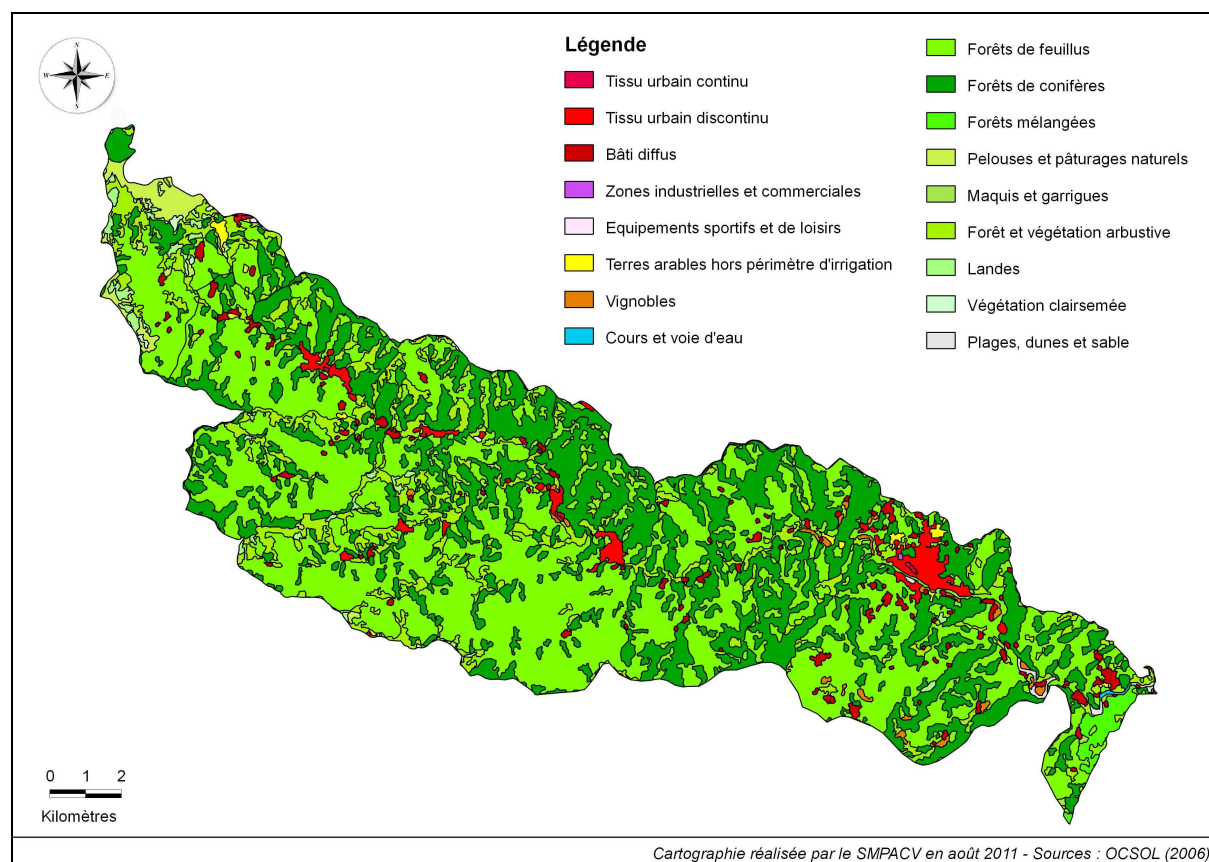 N
W
E
S
Légende
Tissu urbain continu
Tissu urbain discontinu
Bâti diffus
Zones industrielles et commerciales
Equipements sportifs et de loisirs
Terres arables hors périmètre d'irrigation
Vignobles
Cours et voie d'eau
Forêts de feuillus
Forêts de conifères
Forêts mélangées
Pelouses et pâturages naturels
Maquis et garrigues
Forêt et végétation arbustive
Landes
Végétation clairsemée
Plages, dunes et sable
0 1 2
Kilomètres
Cartographie réalisée par le SMPACV en août 2011 - Sources : OCSOL (2006)